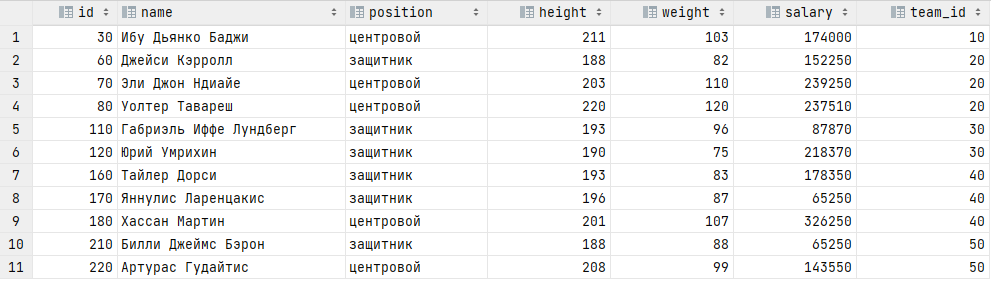 id name position height weight salary team_id
1 30 Ибу Дьянко Баджи центровой 211 103 174000 10
2 60 Джейси Кэрролл защитник 188 82 152250 20
3 70 Эли Джон Ндиайе центровой 203 110 239250 20
4 80 Уолтер Тавареш центровой 220 120 237510 20
5 110 Габриэль Иффе Лундберг защитник 193 96 87870 30
6 120 Юрий Умрихин защитник 190 75 218370 30
7 160 Тайлер Дорси защитник 193 83 178350 40
8 170 Яннулис Ларенцакис защитник 196 87 65250 40
9 180 Хассан Мартин центровой 201 107 326250 40
10 210 Билли Джеймс Бэрон защитник 188 88 65250 50
11 220 Артурас Гудайтис центровой 208 99 143550 50